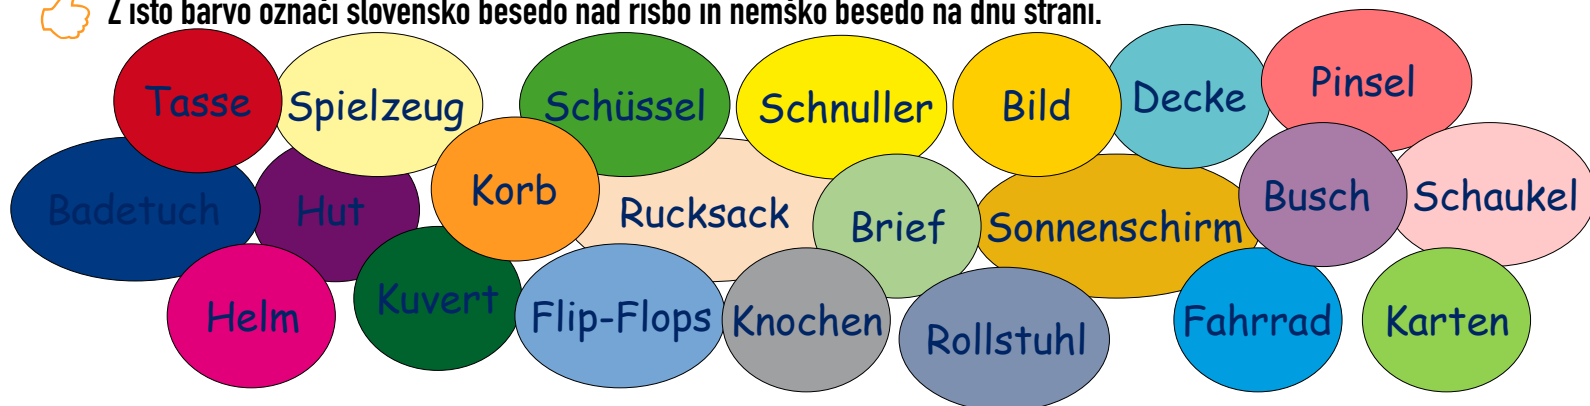 Z isto barvo označi slovensko besedo nad risbo in nemško besedo na dnu strani.
Tasse
Spielzeug
Schüssel
Schnuller
Bild
Decke
Pinsel
Badetuch
Hut
Korb
Rucksack
Brief
Sonnenschirm
Busch
Schaukel
Helm
Kuvert
Flip-Flops
Knochen
Rollstuhl
Fahrrad
Karten